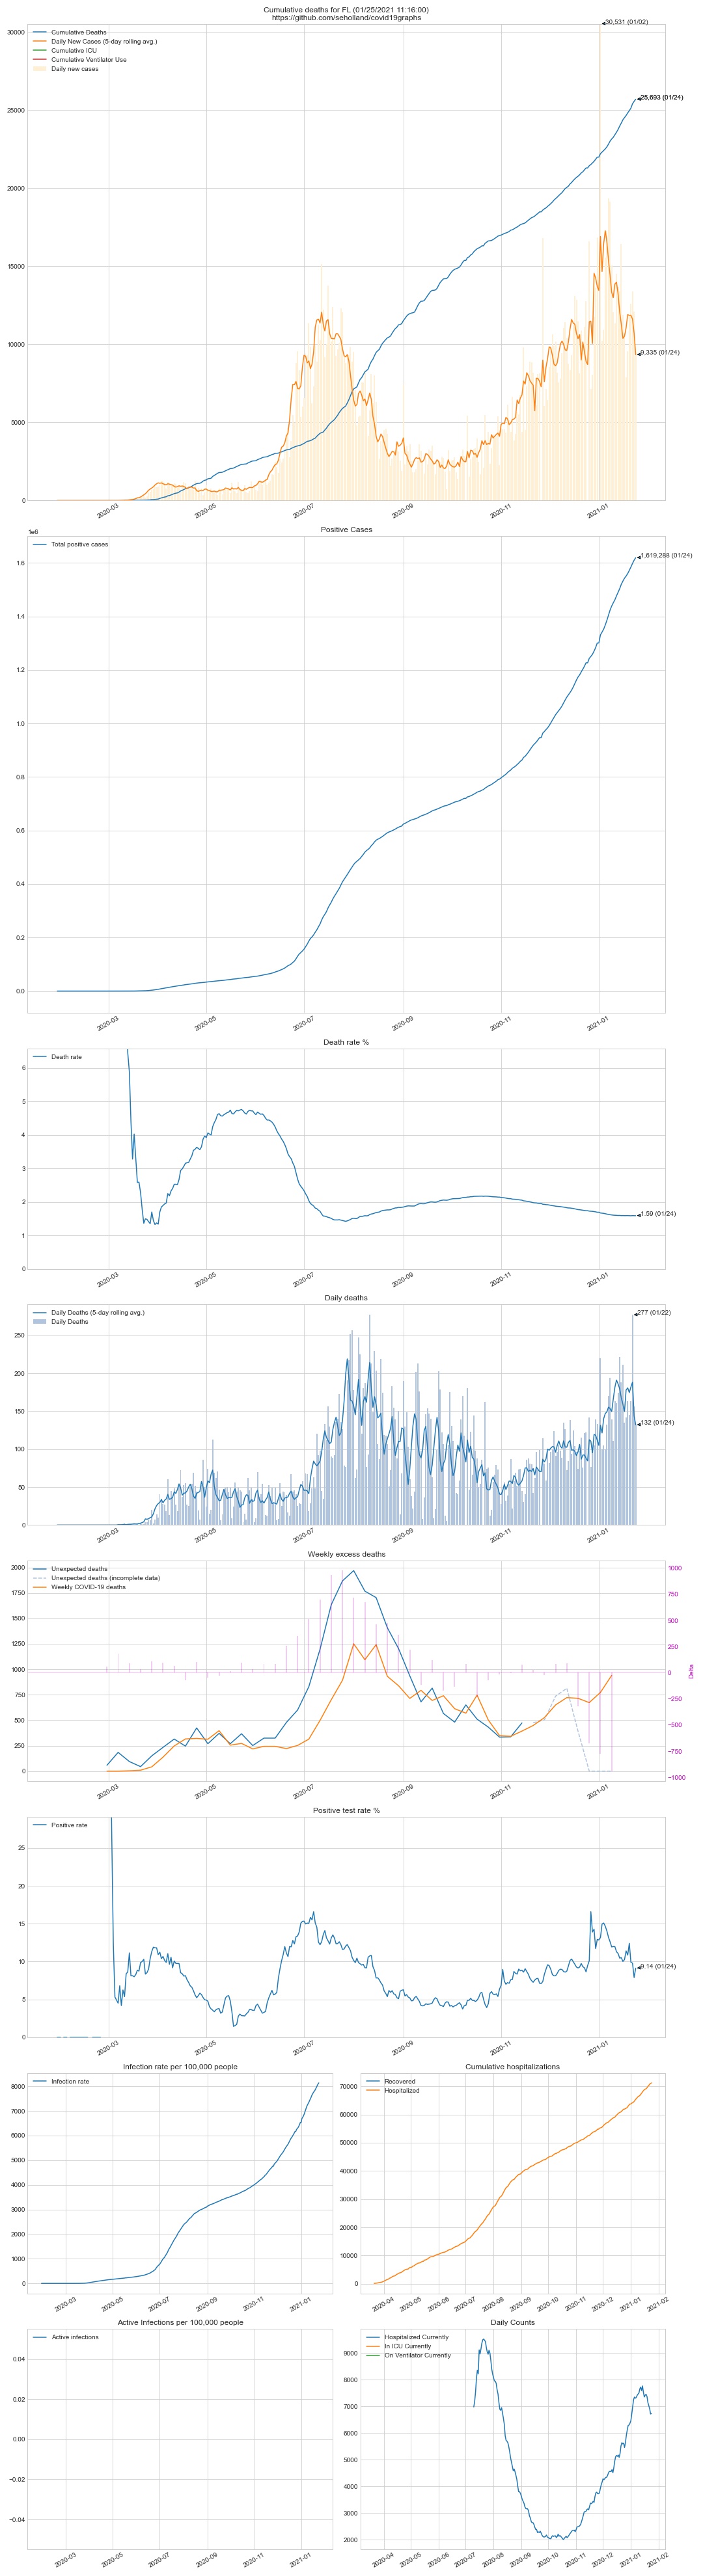 Cumulative deaths for FL (01/25/2021 11:16:00)
https://github.com/seholland/covid19graphs
Cumulative Deaths
Daily New Cases (5-day rolling avg.)
Cumulative ICU
Cumulative Ventilator Use
Daily new cases
30,531 (01/02)
25,693 (01/24)
9,335 (01/24)
30000
25000
20000
15000
10000
5000
0
2020-03 2020-05 2020-07 2020-09 2020-11 2021-01
Positive Cases
1e6
Total positive cases
1,619,288 (01/24)
1.6
1.4
1.2
1.0
0.8
0.6
0.4
0.2
0.0
2020-03 2020-05 2020-07 2020-09 2020-11 2021-01
Death rate %
Death rate
1.59 (01/24)
6
5
4
3
2
1
0
2020-03 2020-05 2020-07 2020-09 2020-11 2021-01
Daily deaths
Daily Deaths (5-day rolling avg.)
Daily Deaths
277 (01/22)
132 (01/24)
250
200
150
100
50
0
2020-03 2020-05 2020-07 2020-09 2020-11 2021-01
Weekly excess deaths
Unexpected deaths
Unexpected deaths (incomplete data)
Weekly COVID-19 deaths
2000
1750
1500
1250
1000
750
500
250
0
1000
750
500
250
0
−250
−500
−750
−1000
Delta
2020-03 2020-05 2020-07 2020-09 2020-11 2021-01
Positive test rate %
Positive rate
9.14 (01/24)
25
20
15
10
5
0
2020-03 2020-05 2020-07 2020-09 2020-11 2021-01
Infection rate per 100,000 people
Infection rate
8000
7000
6000
5000
4000
3000
2000
1000
0
2020-03 2020-05 2020-07 2020-09 2020-11 2021-01
Cumulative hospitalizations
Recovered
Hospitalized
70000
60000
50000
40000
30000
20000
10000
0
2020-04 2020-05 2020-06 2020-07 2020-08 2020-09 2020-10 2020-11 2020-12 2021-01 2021-02
Active Infections per 100,000 people
Active infections
0.04
0.02
0.00
−0.02
−0.04
2020-03 2020-05 2020-07 2020-09 2020-11 2021-01
Daily Counts
Hospitalized Currently
In ICU Currently
On Ventilator Currently
9000
8000
7000
6000
5000
4000
3000
2000
2020-04 2020-05 2020-06 2020-07 2020-08 2020-09 2020-10 2020-11 2020-12 2021-01 2021-02